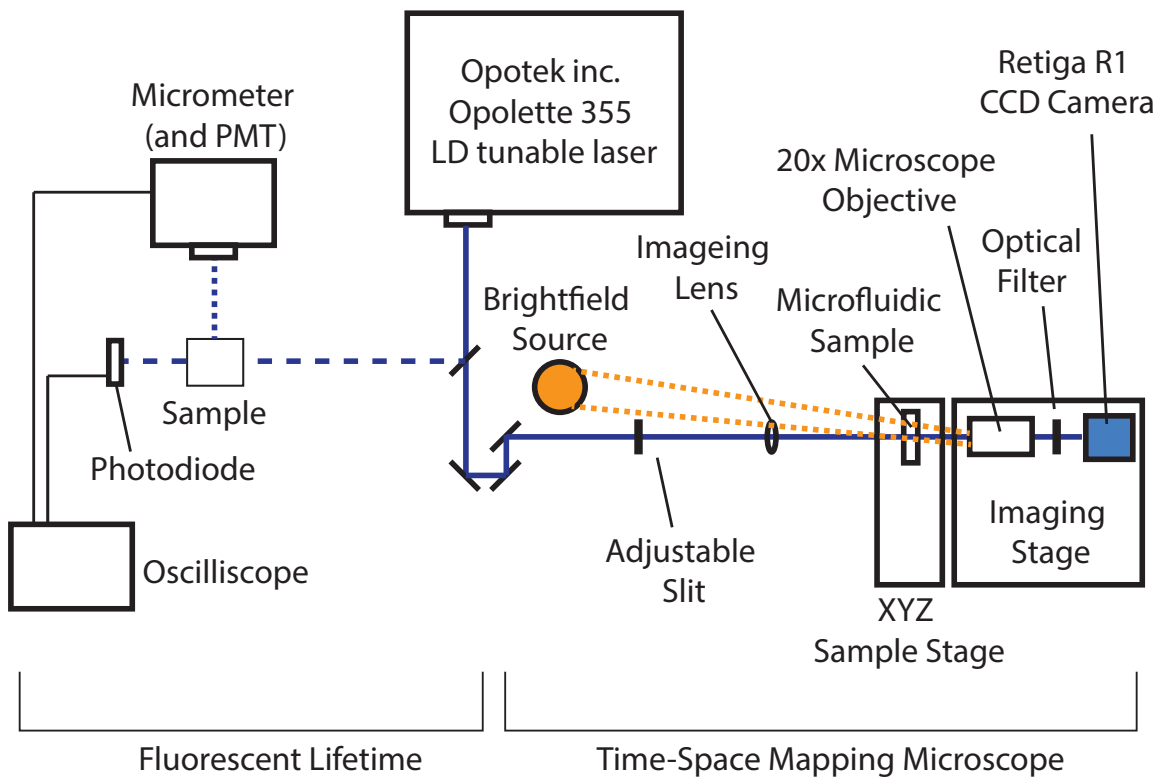 Opotek inc.
Opolette 355
LD tunable laser
Retiga R1
CCD Camera
Micrometer
(and PMT)
20x Microscope
Objective
Imageing
Lens
Optical
Filter
Brightfield
Source
Microfluidic
Sample
Sample
Photodiode
Oscilliscope
Adjustable
Slit
Imaging
Stage
XYZ
Sample Stage
Fluorescent Lifetime
Time-Space Mapping Microscope